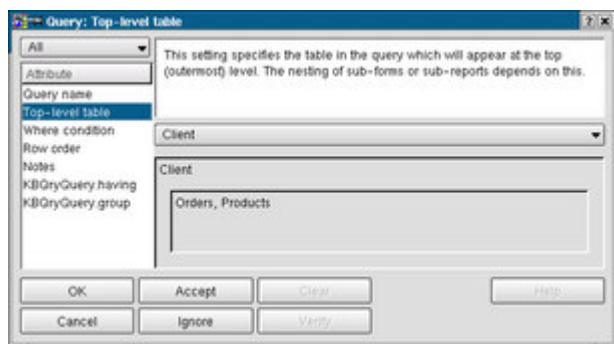 Query: Top-level table
All
This setting specifies the table in the query which will appear at the top
(outermost) level. The nesting of sub-forms or sub-reports depends on this.
Attribute
Query name
Top-level table
Where condition
Row order
Notes
KBQryQuery.having
KBQryQuery.group
Client
Client
Orders, Products
OK
Accept
Clear
Help
Cancel
Ignore
Verify